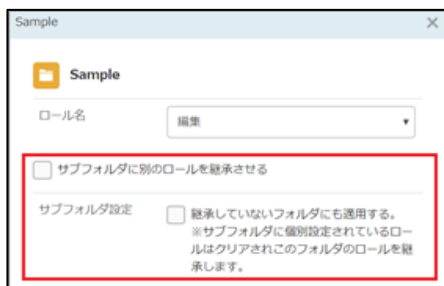 Sample
Sample
ロール名
編集
サブフォルダに別のロールを継承させる
サブフォルダ設定
継承していないフォルダにも適用する。
※サブフォルダに個別設定されているロー
ルはクリアされこのフォルダのロールを継
承します。